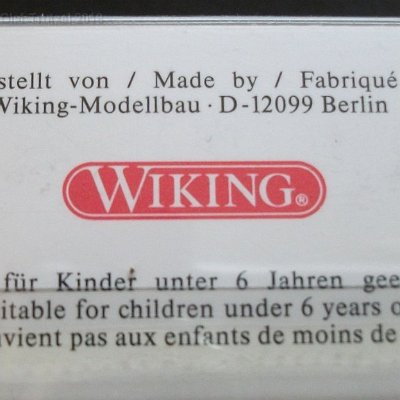 stellt von / Made by / Fabriqué
Wiking-Modellbau · D-12099 Berlin
WIKING®
für Kinder unter 6 Jahren gee
itable for children under 6 years o
vient pas aux enfants de moins de